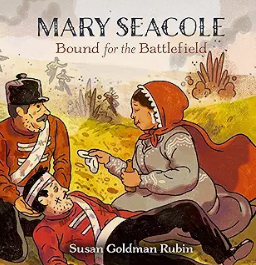 MARY SEACOLE
Bound for the Battlefield
Susan Goldman Rubin